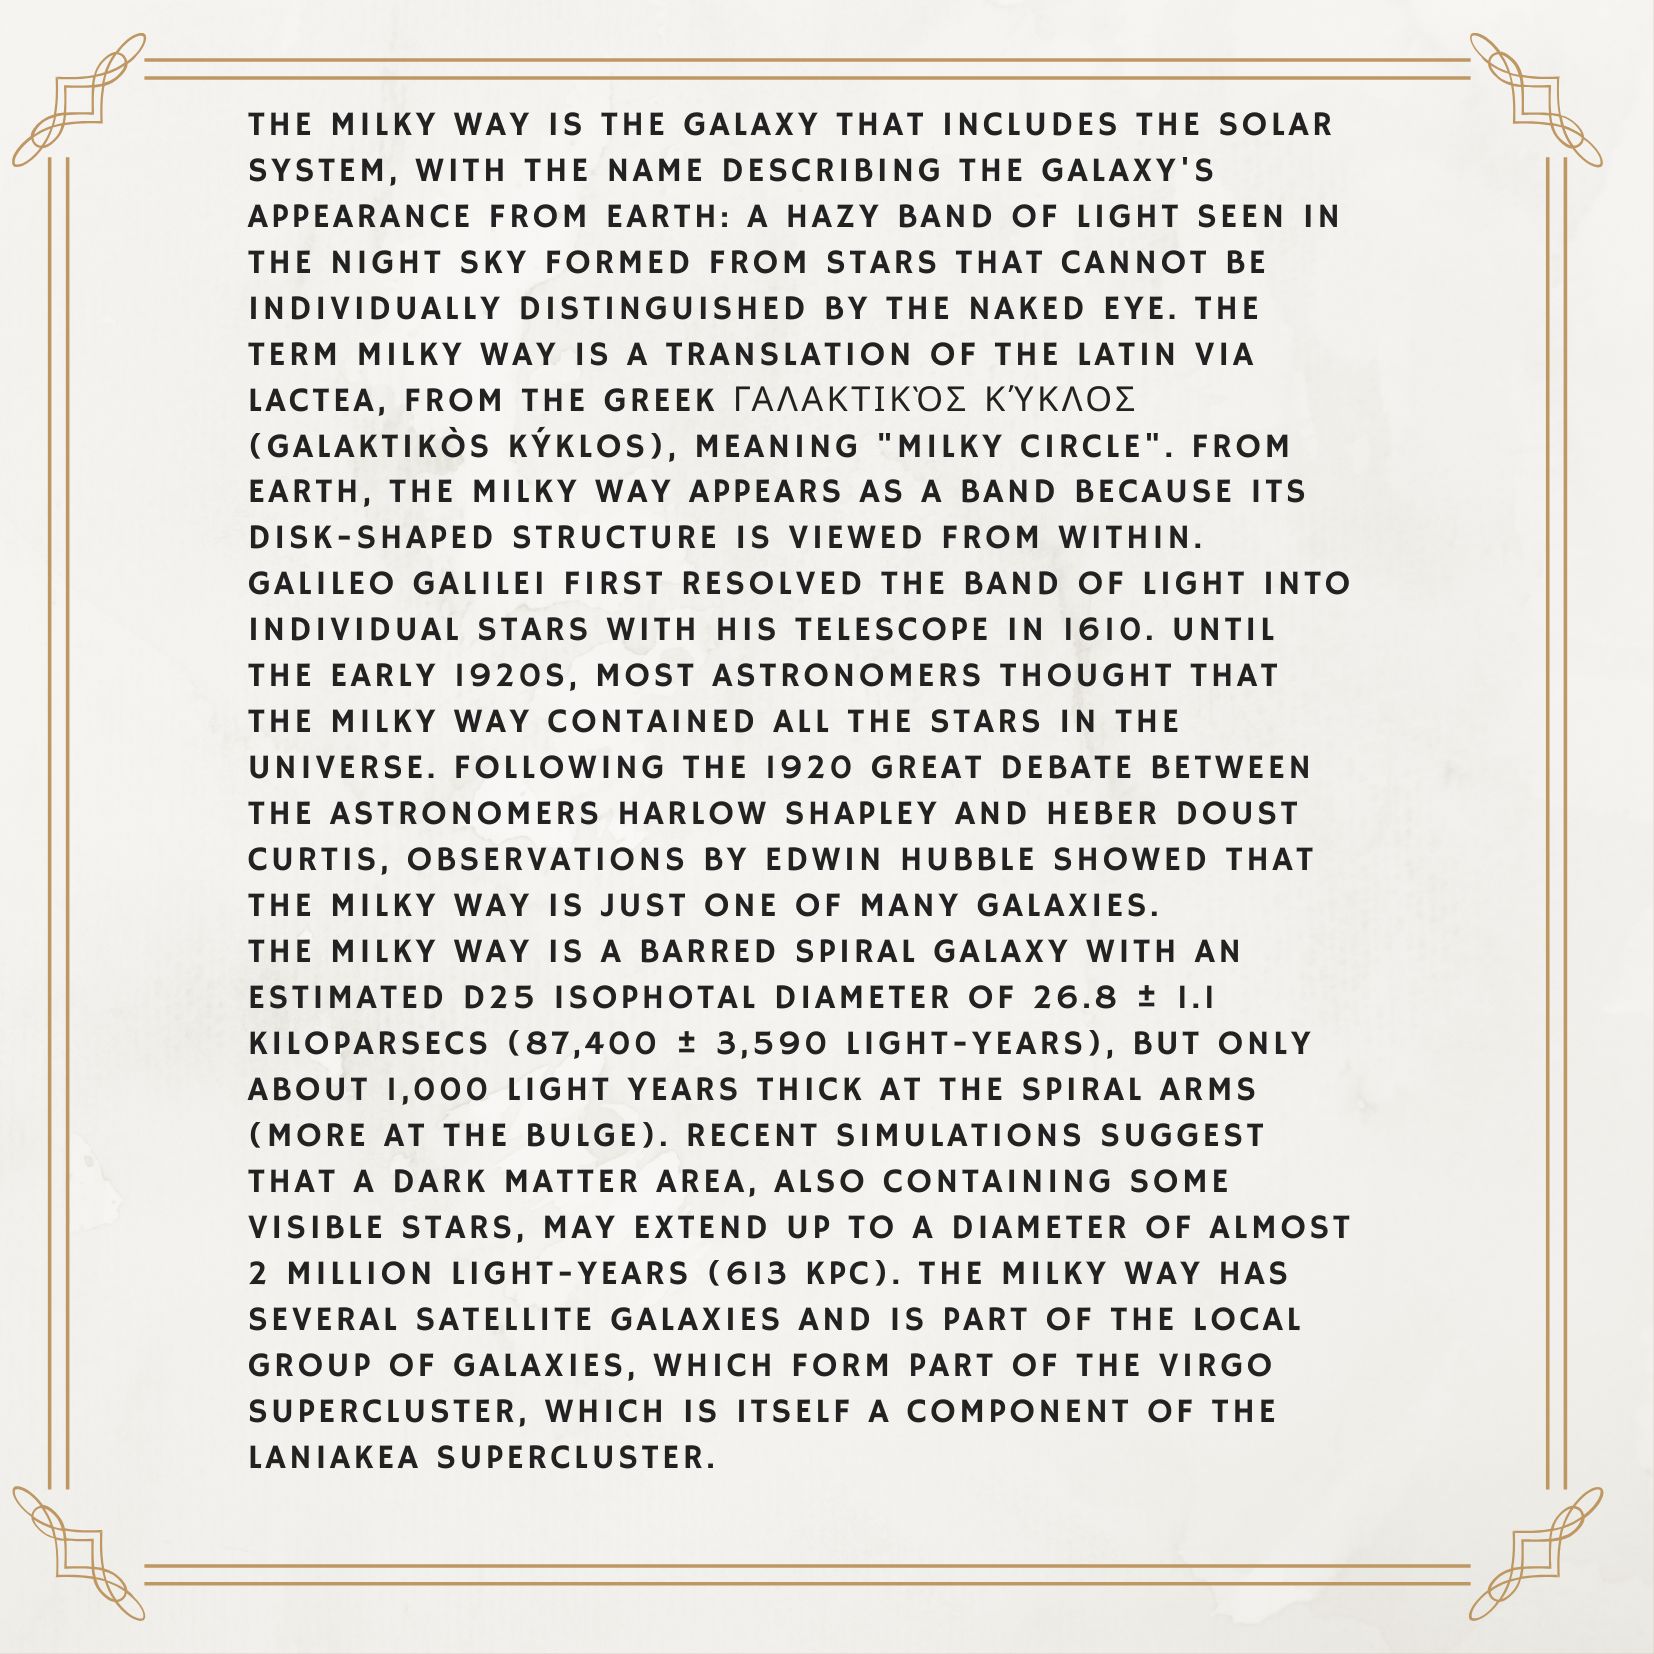 THE MILKY WAY IS THE GALAXY THAT INCLUDES THE SOLAR
SYSTEM, WITH THE NAME DESCRIBING THE GALAXY'S
APPEARANCE FROM EARTH: A HAZY BAND OF LIGHT SEEN IN
THE NIGHT SKY FORMED FROM STARS THAT CANNOT BE
INDIVIDUALLY DISTINGUISHED BY THE NAKED EYE. THE
TERM MILKY WAY IS A TRANSLATION OF THE LATIN VIA
LACTEA, FROM THE GREEK ΓΑΛΑΚΤΙΚῸΣ ΚΎΚΛΟΣ
(GALAKTIKÒS KÝKLOS), MEANING "MILKY CIRCLE". FROM
EARTH, THE MILKY WAY APPEARS AS A BAND BECAUSE ITS
DISK-SHAPED STRUCTURE IS VIEWED FROM WITHIN.
GALILEO GALILEI FIRST RESOLVED THE BAND OF LIGHT INTO
INDIVIDUAL STARS WITH HIS TELESCOPE IN 1610. UNTIL
THE EARLY 1920S, MOST ASTRONOMERS THOUGHT THAT
THE MILKY WAY CONTAINED ALL THE STARS IN THE
UNIVERSE. FOLLOWING THE 1920 GREAT DEBATE BETWEEN
THE ASTRONOMERS HARLOW SHAPLEY AND HEBER DOUST
CURTIS, OBSERVATIONS BY EDWIN HUBBLE SHOWED THAT
THE MILKY WAY IS JUST ONE OF MANY GALAXIES.
THE MILKY WAY IS A BARRED SPIRAL GALAXY WITH AN
ESTIMATED D25 ISOPHOTAL DIAMETER OF 26.8 ± 1.1
KILOPARSECS (87,400 ± 3,590 LIGHT-YEARS), BUT ONLY
ABOUT 1,000 LIGHT YEARS THICK AT THE SPIRAL ARMS
(MORE AT THE BULGE). RECENT SIMULATIONS SUGGEST
THAT A DARK MATTER AREA, ALSO CONTAINING SOME
VISIBLE STARS, MAY EXTEND UP TO A DIAMETER OF ALMOST
2 MILLION LIGHT-YEARS (613 KPC). THE MILKY WAY HAS
SEVERAL SATELLITE GALAXIES AND IS PART OF THE LOCAL
GROUP OF GALAXIES, WHICH FORM PART OF THE VIRGO
SUPERCLUSTER, WHICH IS ITSELF A COMPONENT OF THE
LANIAKEA SUPERCLUSTER.